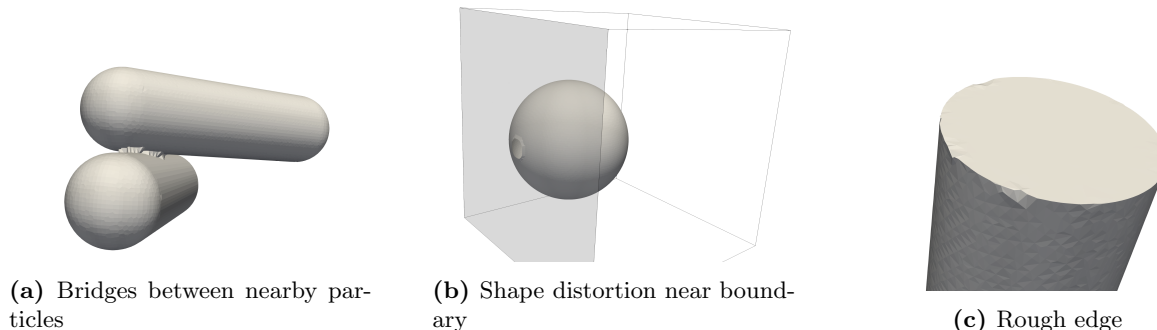 (a) Bridges between nearby par-
ticles
(b) Shape distortion near bound-
ary
(c) Rough edge